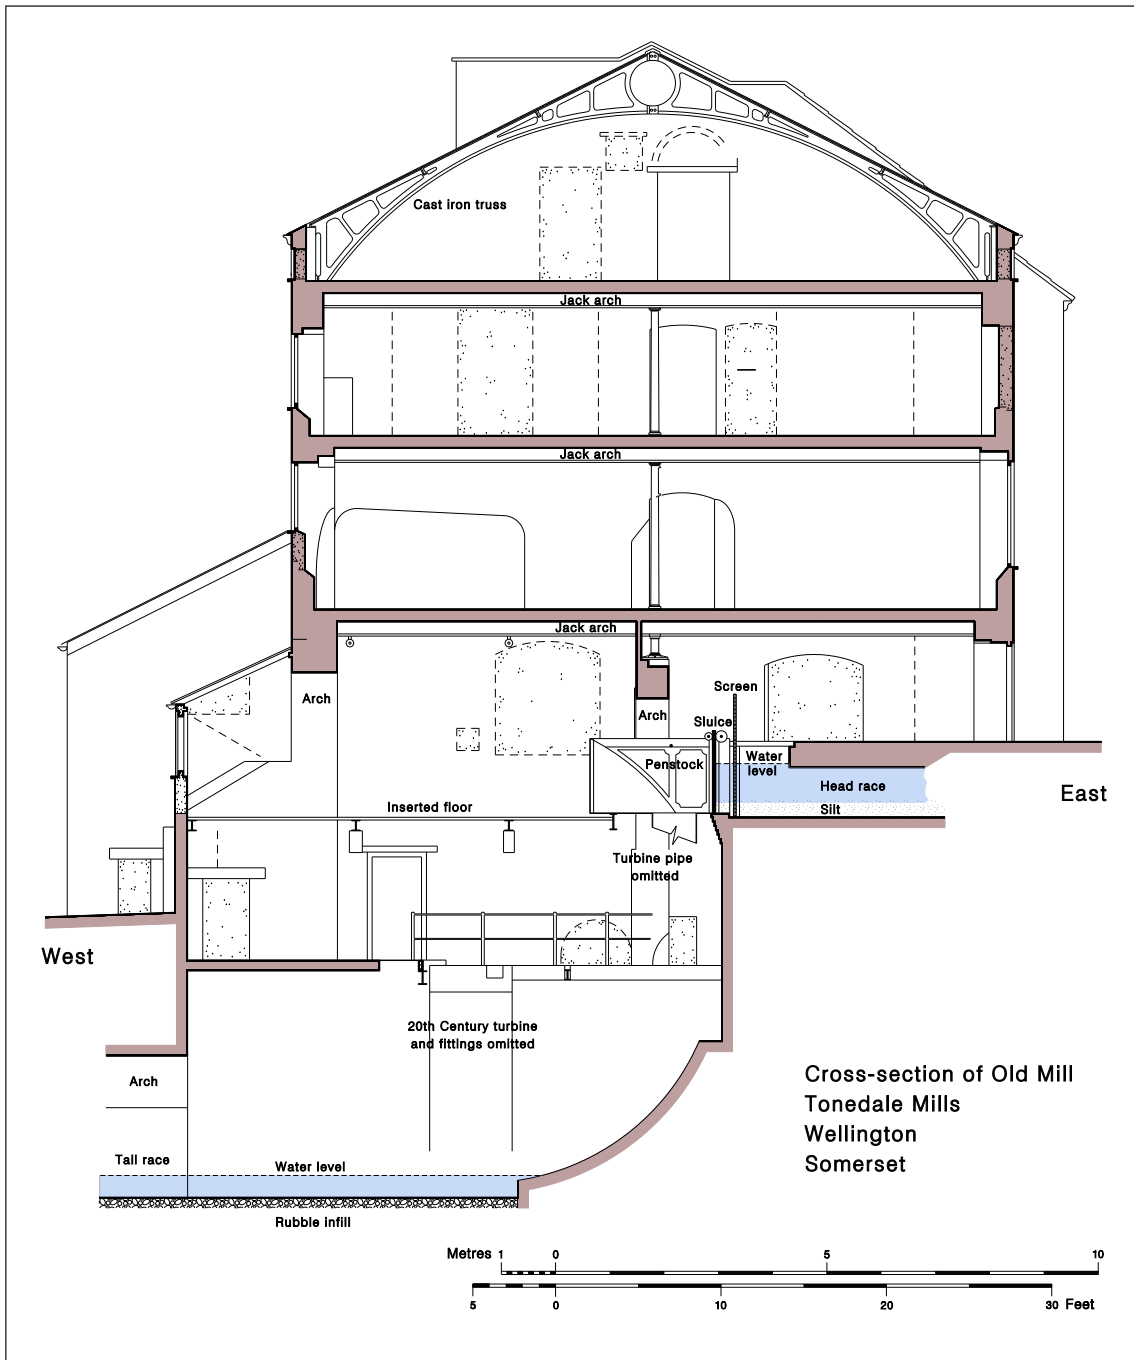 Cast iron truss
Jack arch
Jack arch
Jack arch
Screen
Arch
Arch
Sluice
Water
level
Penstock
Head race
East
Inserted floor
Silt
Turbine pipe
omitted
West
20th Century turbine
and fittings omitted
Arch
Cross-section of Old Mill
Tonedale Mills
Wellington
Somerset
Tail race
Water level
Rubble infill
Metres 1 0 5 10
5 0 10 20 30 Feet